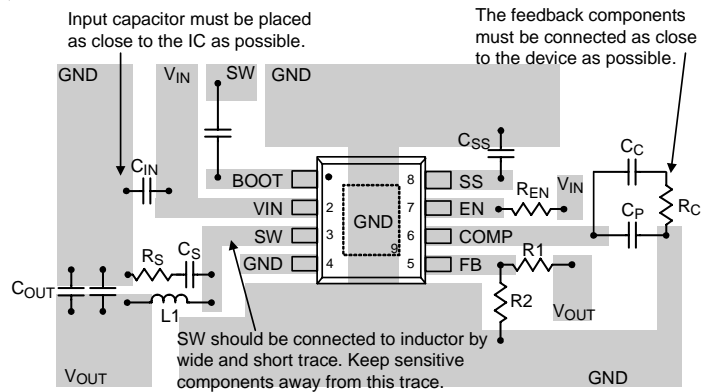 Input capacitor must be placed
as close to the IC as possible.
The feedback components
must be connected as close
to the device as possible.
GND
VIN
SW
GND
CSS
CIN
BOOT
8
SS
REN
VIN
CC
RC
VIN
2
7
EN
GND
CP
SW
3
6
COMP
RS
CS
GND
4
9
5
FB
R1
COUT
L1
R2
VOUT
SW should be connected to inductor by
wide and short trace. Keep sensitive
components away from this trace.
VOUT
GND